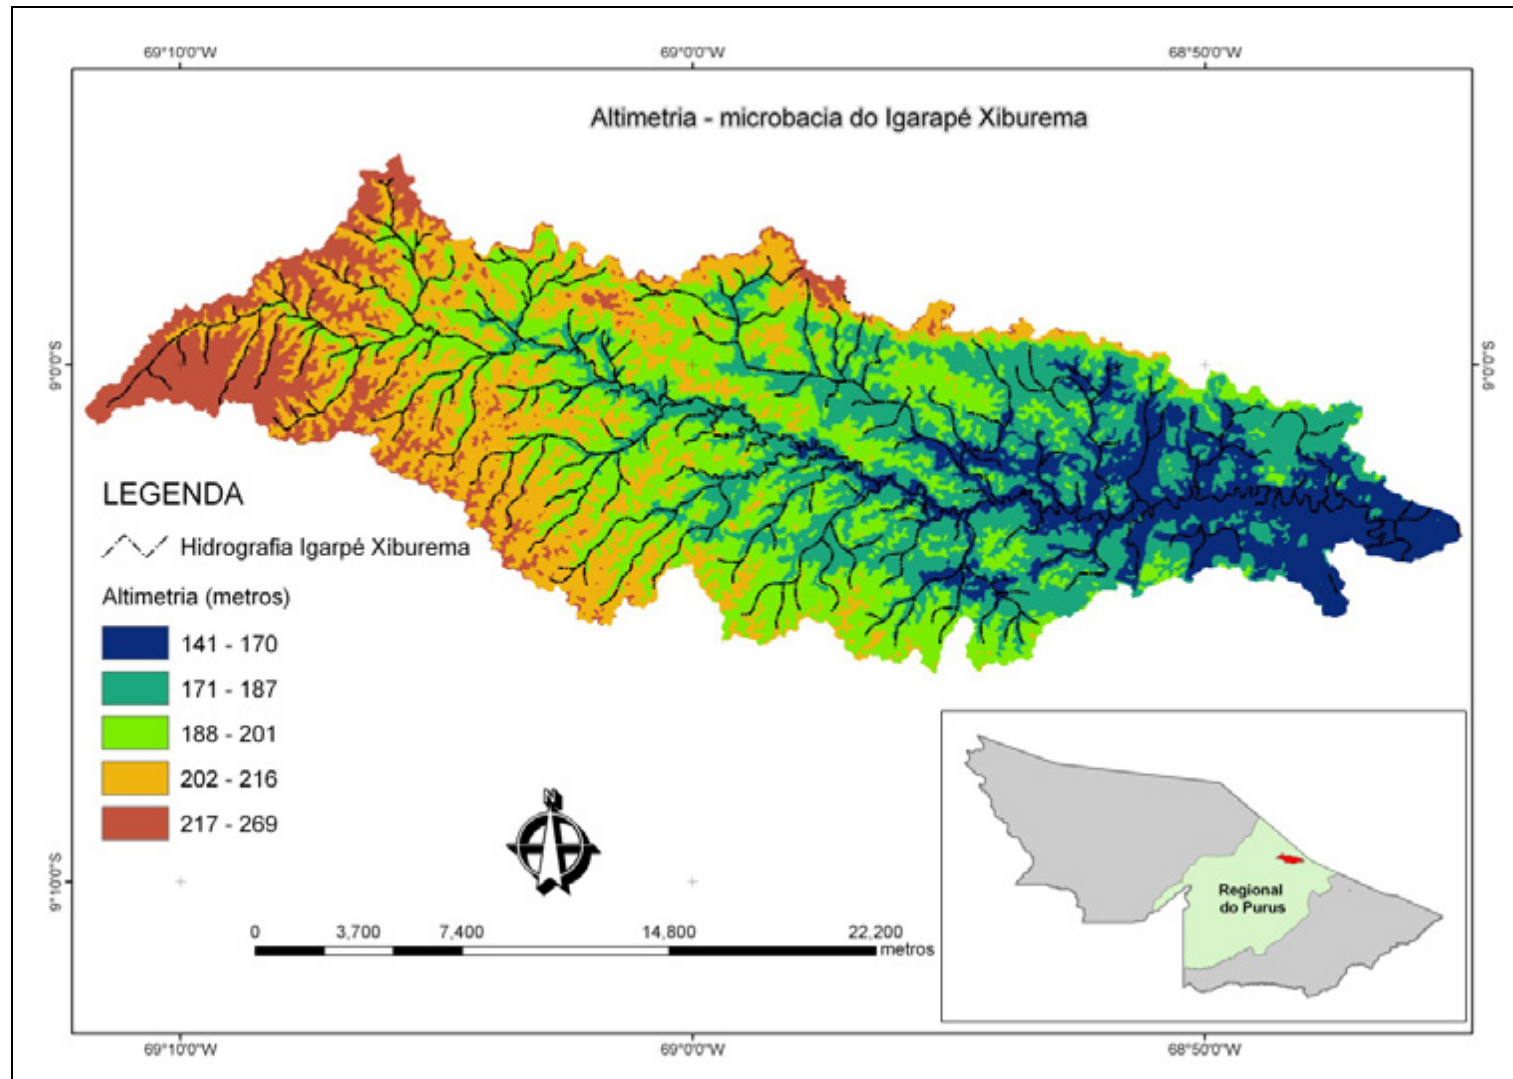 69°10'0"W 69°0'0"W 68°50'0"W
Altimetria - microbacia do Igarapé Xiburema
9°0'0"S 9°0'0"S
LEGENDA
Hidrografia Igarpé Xiburema
Altimetria (metros)
141 - 170
171 - 187
188 - 201
202 - 216
217 - 269
N
Regional
do Purus
9°10'0"S 9°10'0"S
0 3,700 7,400 14,800 22,200
metros
69°10'0"W 69°0'0"W 68°50'0"W